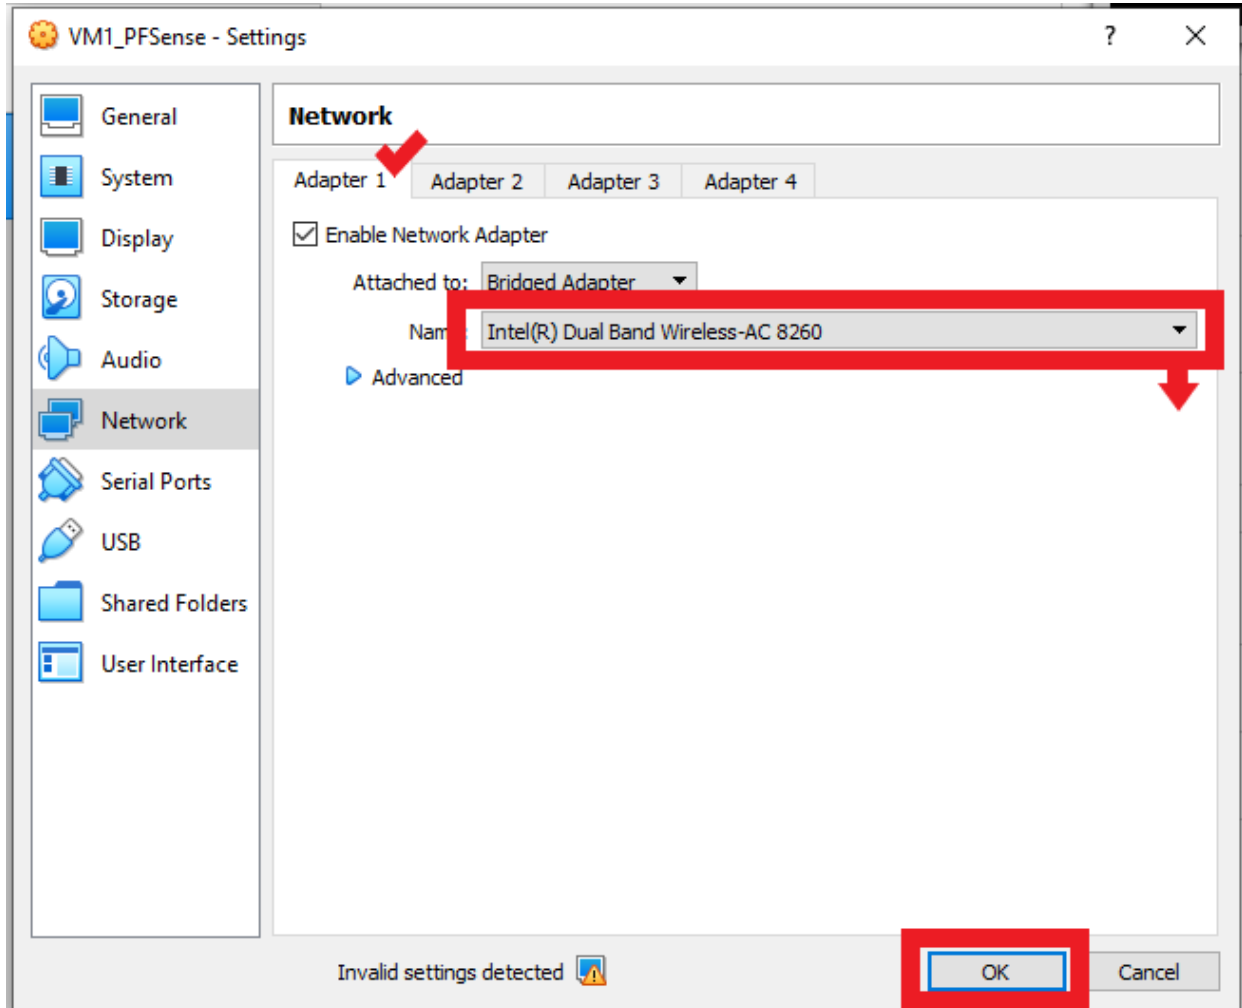 VM1_PFSense - Settings
?
General
System
Display
Storage
Audio
Network
Serial Ports
USB
Shared Folders
User Interface
Network
Adapter 1 Adapter 2 Adapter 3 Adapter 4
Enable Network Adapter
Attached to: Bridged Adapter
Name: Intel(R) Dual Band Wireless-AC 8260
Advanced
Invalid settings detected
OK Cancel